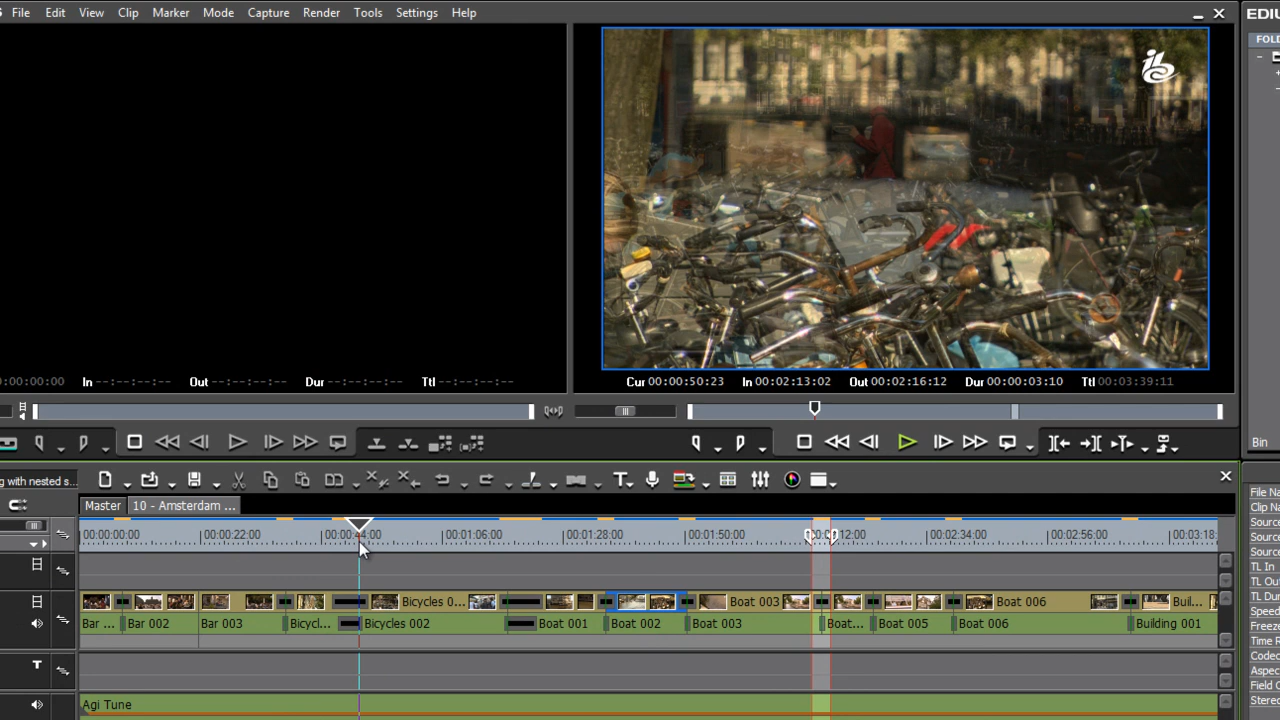 File Edit View Clip Marker Mode Capture Render Tools Settings Help
EDIU
FOLD
0:00:00:00 In --:--:--:-- Out --:--:--:-- Dur --:--:--:-- Ttl --:--:--:--
Cur 00:00:50:23 In 00:02:13:02 Out 00:02:16:12 Dur 00:00:03:10 Ttl 00:03:39:11
Bin
g with nested s...
Master 10 - Amsterdam ...
00:00:00:00 00:00:22:00 00:00:44:00 00:01:06:00 00:01:28:00 00:01:50:00 12:00 00:02:34:00 00:02:56:00 00:03:18:
Bicycles 0... Boat 003 Boat 006 Buil...
Bar ... Bar 002 Bar 003 Bicycl... Bicycles 002 Boat 001 Boat 002 Boat 003 Boat... Boat 005 Boat 006 Building 001
T
Agi Tune
File Na
Clip Na
Source
Source
Source
TL In
TL Out
TL Dur
Speed
Freeze
Time R
Codec
Aspec
Field O
Stereo